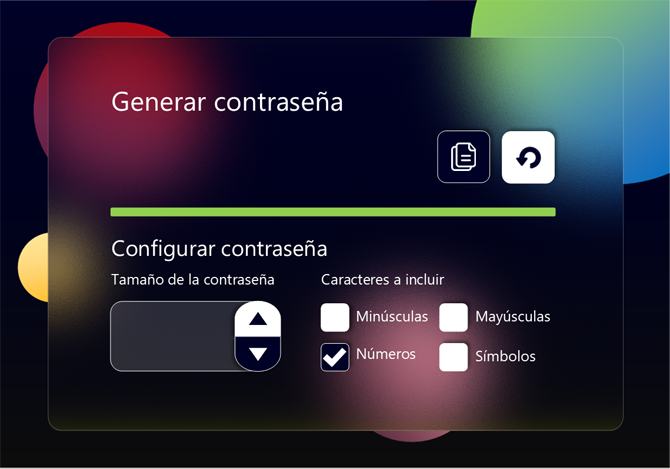 Generar contraseña
Configurar contraseña
Tamaño de la contraseña
Caracteres a incluir
Minúsculas
Mayúsculas
Números
Símbolos